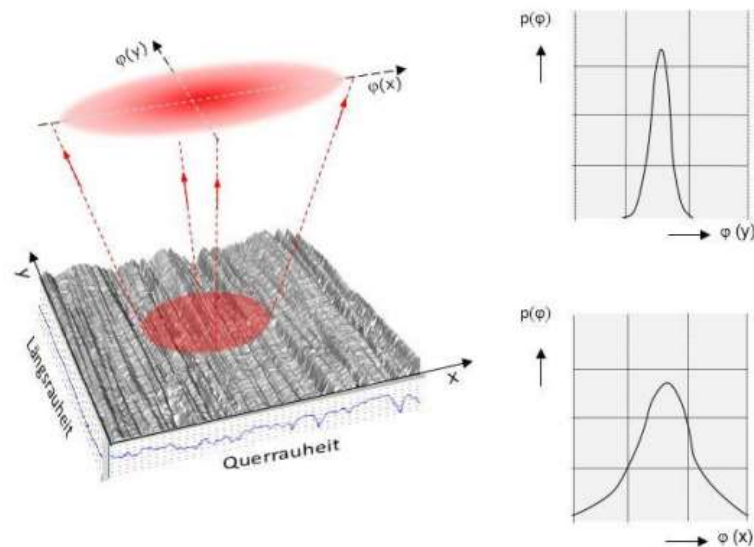 φ(y)
φ(x)
y
x
Längsrauheit
Querrauheit
p(φ)
φ (y)
p(φ)
φ (x)